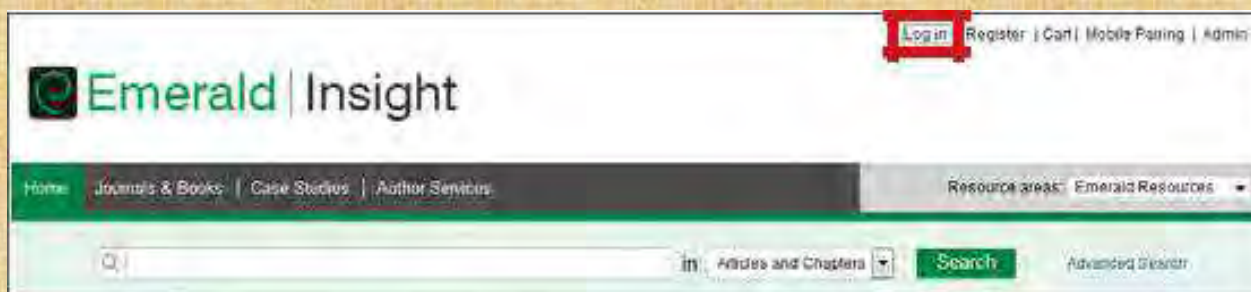 Log in Register | Cart | Mobile Pairing | Admin
Emerald | Insight
Home Journals & Books | Case Studies | Author Services Resource areas: Emerald Resources
in Articles and Chapters Search Advanced Search